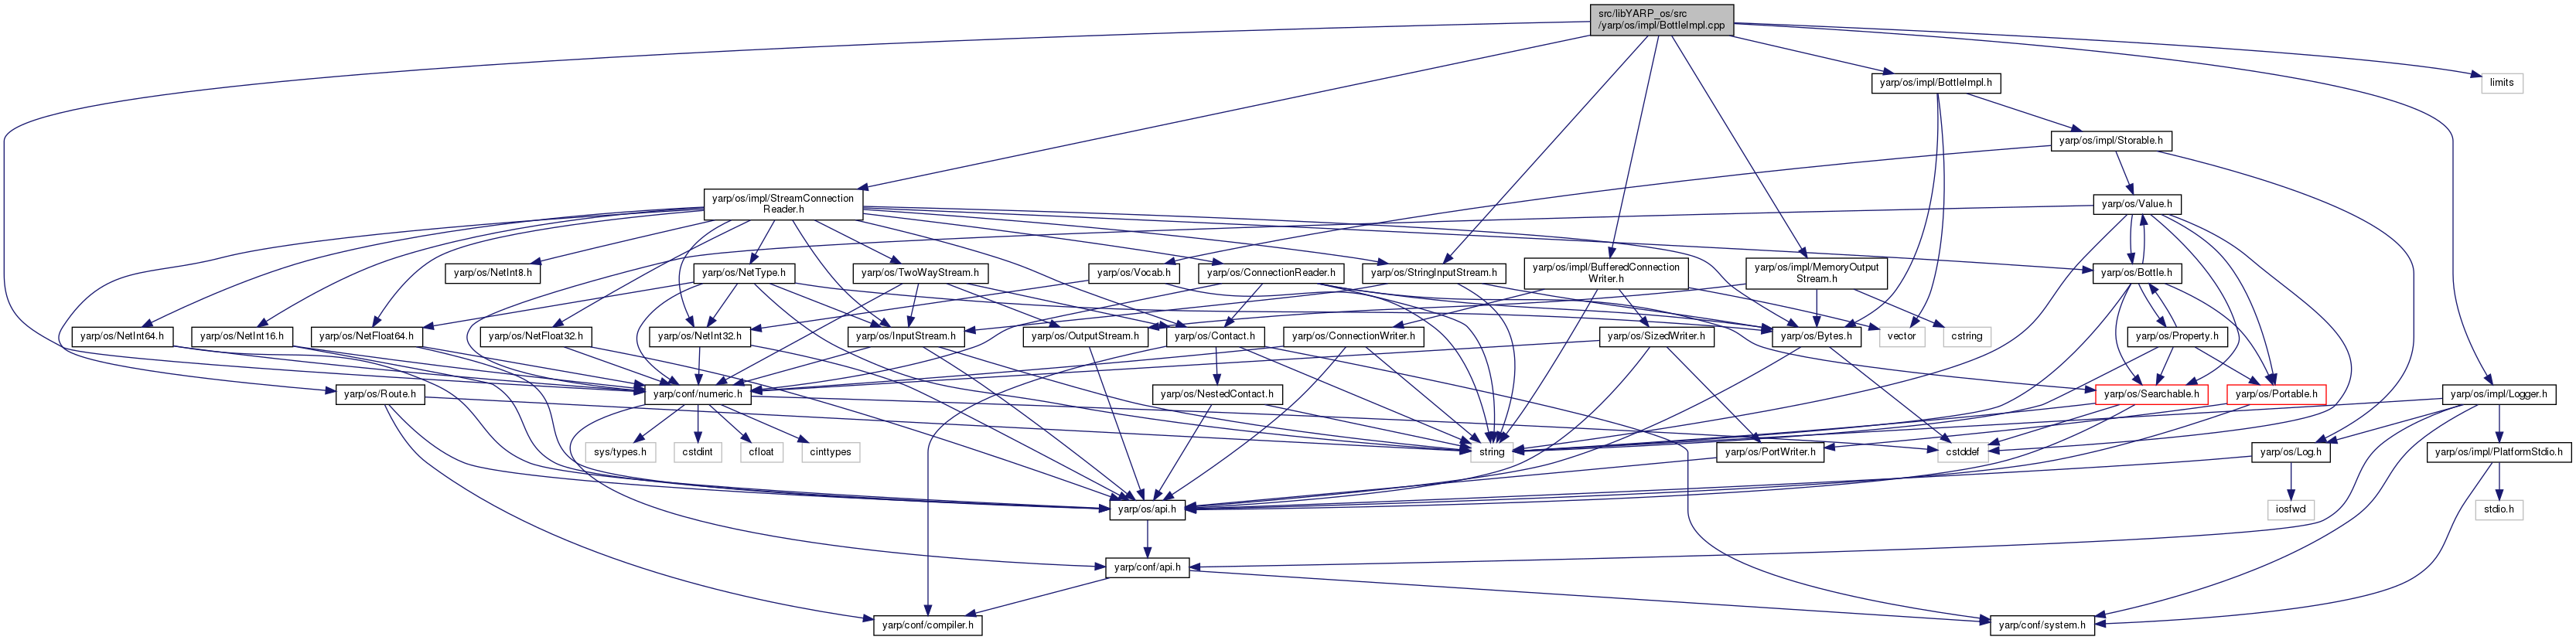 src/libYARP_os/src
/yarp/os/impl/BottleImpl.cpp
yarp/os/impl/BottleImpl.h
limits
yarp/os/impl/Storable.h
yarp/os/impl/StreamConnection
Reader.h
yarp/os/Value.h
yarp/os/NetInt8.h
yarp/os/NetType.h
yarp/os/TwoWayStream.h
yarp/os/Vocab.h
yarp/os/ConnectionReader.h
yarp/os/StringInputStream.h
yarp/os/impl/BufferedConnection
Writer.h
yarp/os/impl/MemoryOutput
Stream.h
yarp/os/Bottle.h
yarp/os/NetInt64.h
yarp/os/NetInt16.h
yarp/os/NetFloat64.h
yarp/os/NetFloat32.h
yarp/os/NetInt32.h
yarp/os/InputStream.h
yarp/os/OutputStream.h
yarp/os/Contact.h
yarp/os/ConnectionWriter.h
yarp/os/SizedWriter.h
yarp/os/Bytes.h
vector
cstring
yarp/os/Property.h
yarp/os/Route.h
yarp/conf/numeric.h
yarp/os/NestedContact.h
yarp/os/Searchable.h
yarp/os/Portable.h
yarp/os/impl/Logger.h
sys/types.h
cstdint
cfloat
cinttypes
string
yarp/os/PortWriter.h
cstddef
yarp/os/Log.h
yarp/os/impl/PlatformStdio.h
yarp/os/api.h
iosfwd
stdio.h
yarp/conf/api.h
yarp/conf/compiler.h
yarp/conf/system.h